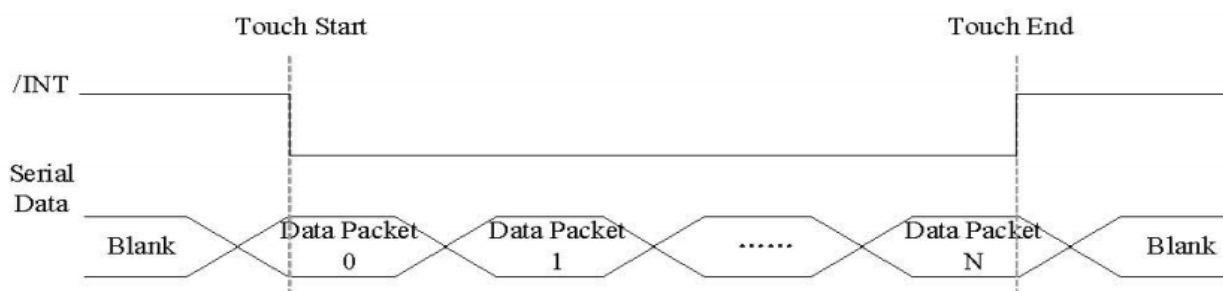 Touch Start
Touch End
/INT
Serial
Data
Blank
Data Packet
0
Data Packet
1
......
Data Packet
N
Blank